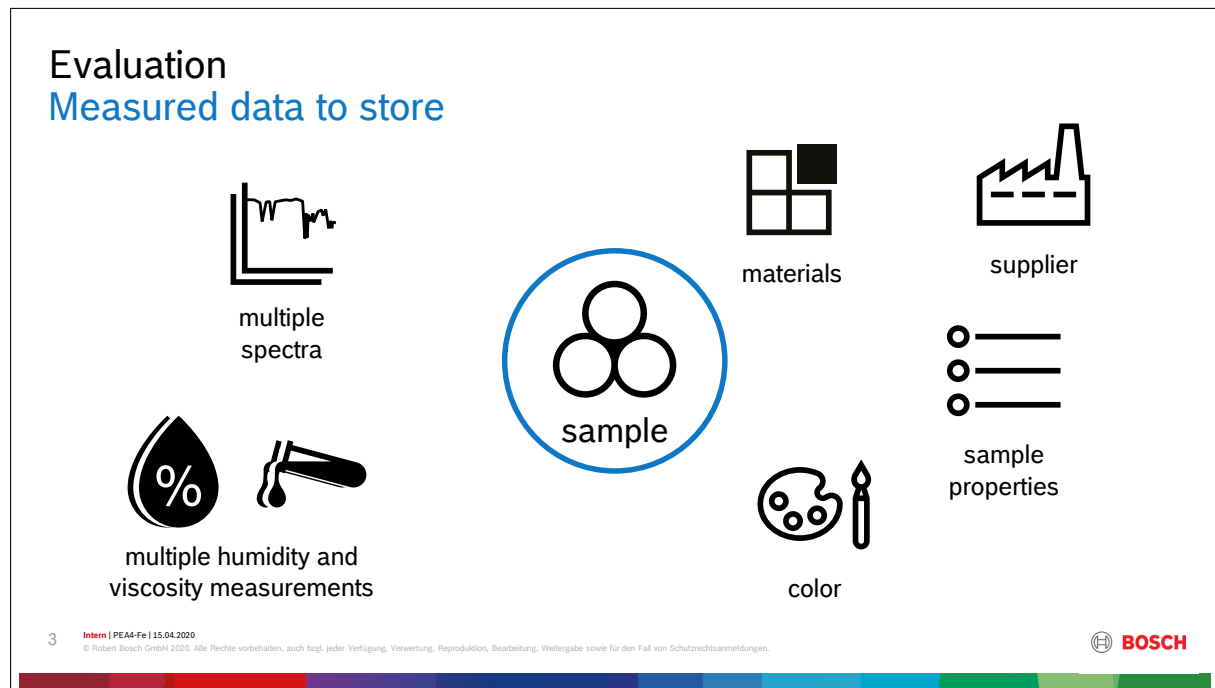 Evaluation
Measured data to store
multiple
spectra
%
multiple humidity and
viscosity measurements
sample
materials
supplier
sample
properties
color
3
Intern | PEA4-Fe | 15.04.2020
© Robert Bosch GmbH 2020. Alle Rechte vorbehalten, auch bzgl. jeder Verfügung, Verwertung, Reproduktion, Bearbeitung, Weitergabe sowie für den Fall von Schutzrechtsanmeldungen.
BOSCH